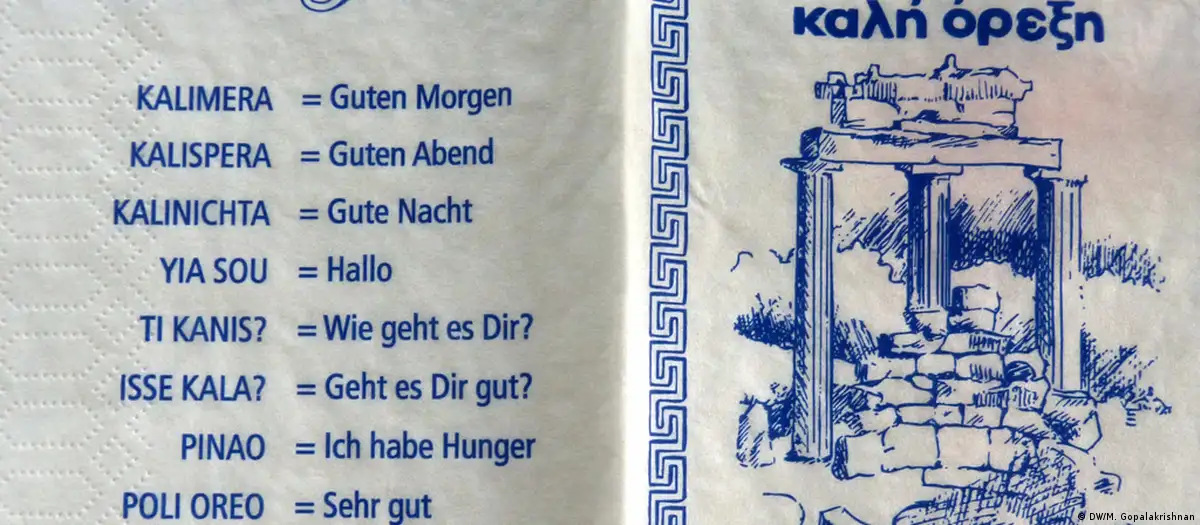 KALIMERA = Guten Morgen
KALISPERA = Guten Abend
KALINICHTA = Gute Nacht
YIA SOU = Hallo
TI KANIS? = Wie geht es Dir?
ISSE KALA? = Geht es Dir gut?
PINAO = Ich habe Hunger
POLI OREO = Sehr gut
καλή όρεξη
© DW/M. Gopalakrishnan